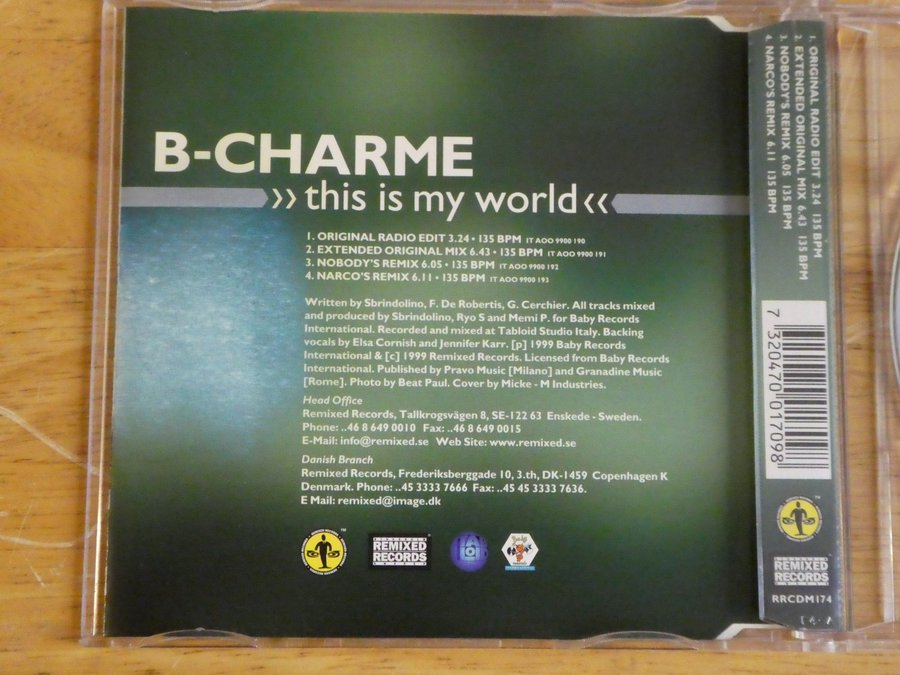 B-CHARME
>> this is my world <<
1. ORIGINAL RADIO EDIT 3.24 • 135 BPM IT AOO 9900 190
2. EXTENDED ORIGINAL MIX 6.43 • 135 BPM IT AOO 9900 191
3. NOBODY'S REMIX 6.05 • 135 BPM IT AOO 9900 192
4. NARCO'S REMIX 6.11 • 135 BPM IT AOO 9900 193
Written by Sbrindolino, F. De Robertis, G. Cerchier. All tracks mixed
and produced by Sbrindolino, Ryo S and Memi P. for Baby Records
International. Recorded and mixed at Tabloid Studio Italy. Backing
vocals by Elsa Cornish and Jennifer Karr. [p] 1999 Baby Records
International & [c] 1999 Remixed Records. Licensed from Baby Records
International. Published by Pravo Music [Milano] and Granadine Music
[Rome]. Photo by Beat Paul. Cover by Micke - M Industries.
Head Office
Remixed Records, Tallkrogsvägen 8, SE-122 63 Enskede - Sweden.
Phone: ..46 8 649 0010 Fax: ..46 8 649 0015
E-Mail: info@remixed.se Web Site: www.remixed.se
Danish Branch
Remixed Records, Frederiksberggade 10, 3.th, DK-1459 Copenhagen K
Denmark. Phone: ..45 3333 7666 Fax: ..45 45 3333 7636.
E Mail: remixed@image.dk
TM
REMIXED
RECORDS
1. ORIGINAL RADIO EDIT 3.24 135 BPM
2. EXTENDED ORIGINAL MIX 6.43 135 BPM
3. NOBODY'S REMIX 6.05 135 BPM
4. NARCO'S REMIX 6.11 135 BPM
7 320470 017098
TM
REMIXED
RECORDS
RRCDM174